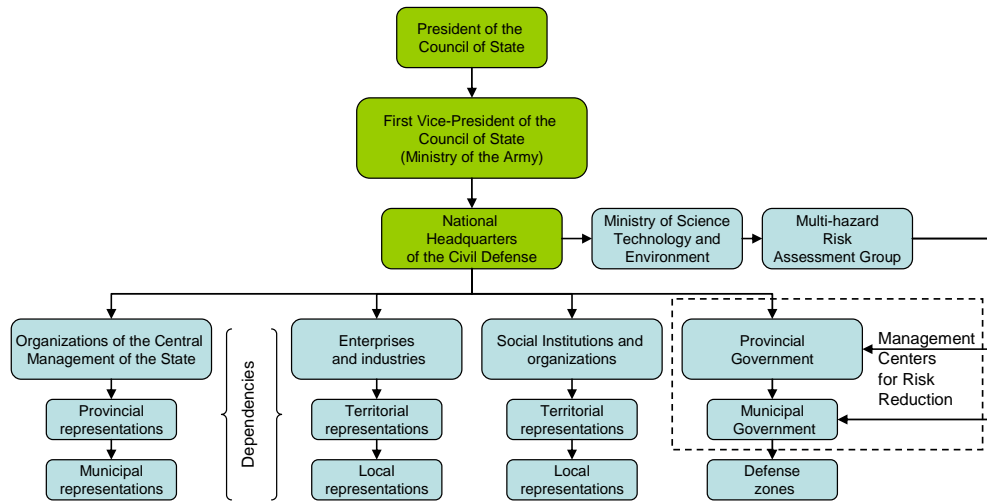 President of the
Council of State
First Vice-President of the
Council of State
(Ministry of the Army)
National
Headquarters
of the Civil Defense
Ministry of Science
Technology and
Environment
Multi-hazard
Risk
Assessment Group
Organizations of the Central
Management of the State
Provincial
representations
Municipal
representations
Dependencies
Enterprises
and industries
Territorial
representations
Local
representations
Social Institutions and
organizations
Territorial
representations
Local
representations
Provincial
Government
Municipal
Government
Defense
zones
Management
Centers
for Risk
Reduction